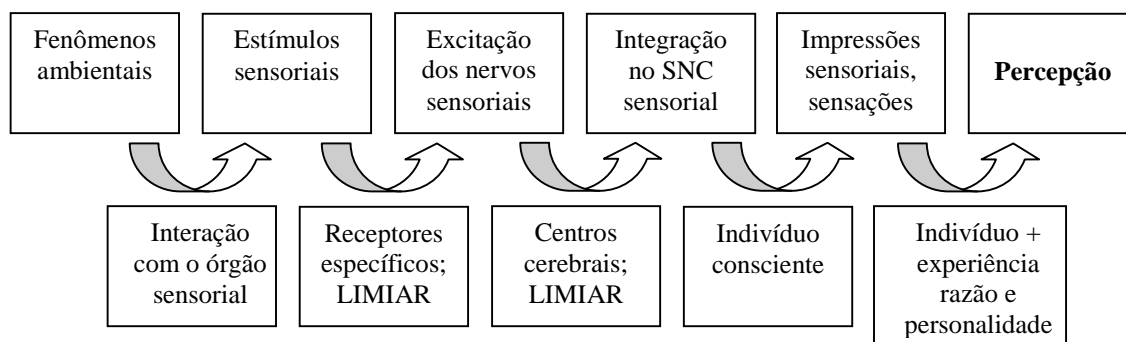 Fenômenos
ambientais
Estímulos
sensoriais
Excitação
dos nervos
sensoriais
Integração
no SNC
sensorial
Impressões
sensoriais,
sensações
Percepção
Interação
com o órgão
sensorial
Receptores
específicos;
LIMIAR
Centros
cerebrais;
LIMIAR
Indivíduo
consciente
Indivíduo +
experiência
razão e
personalidade